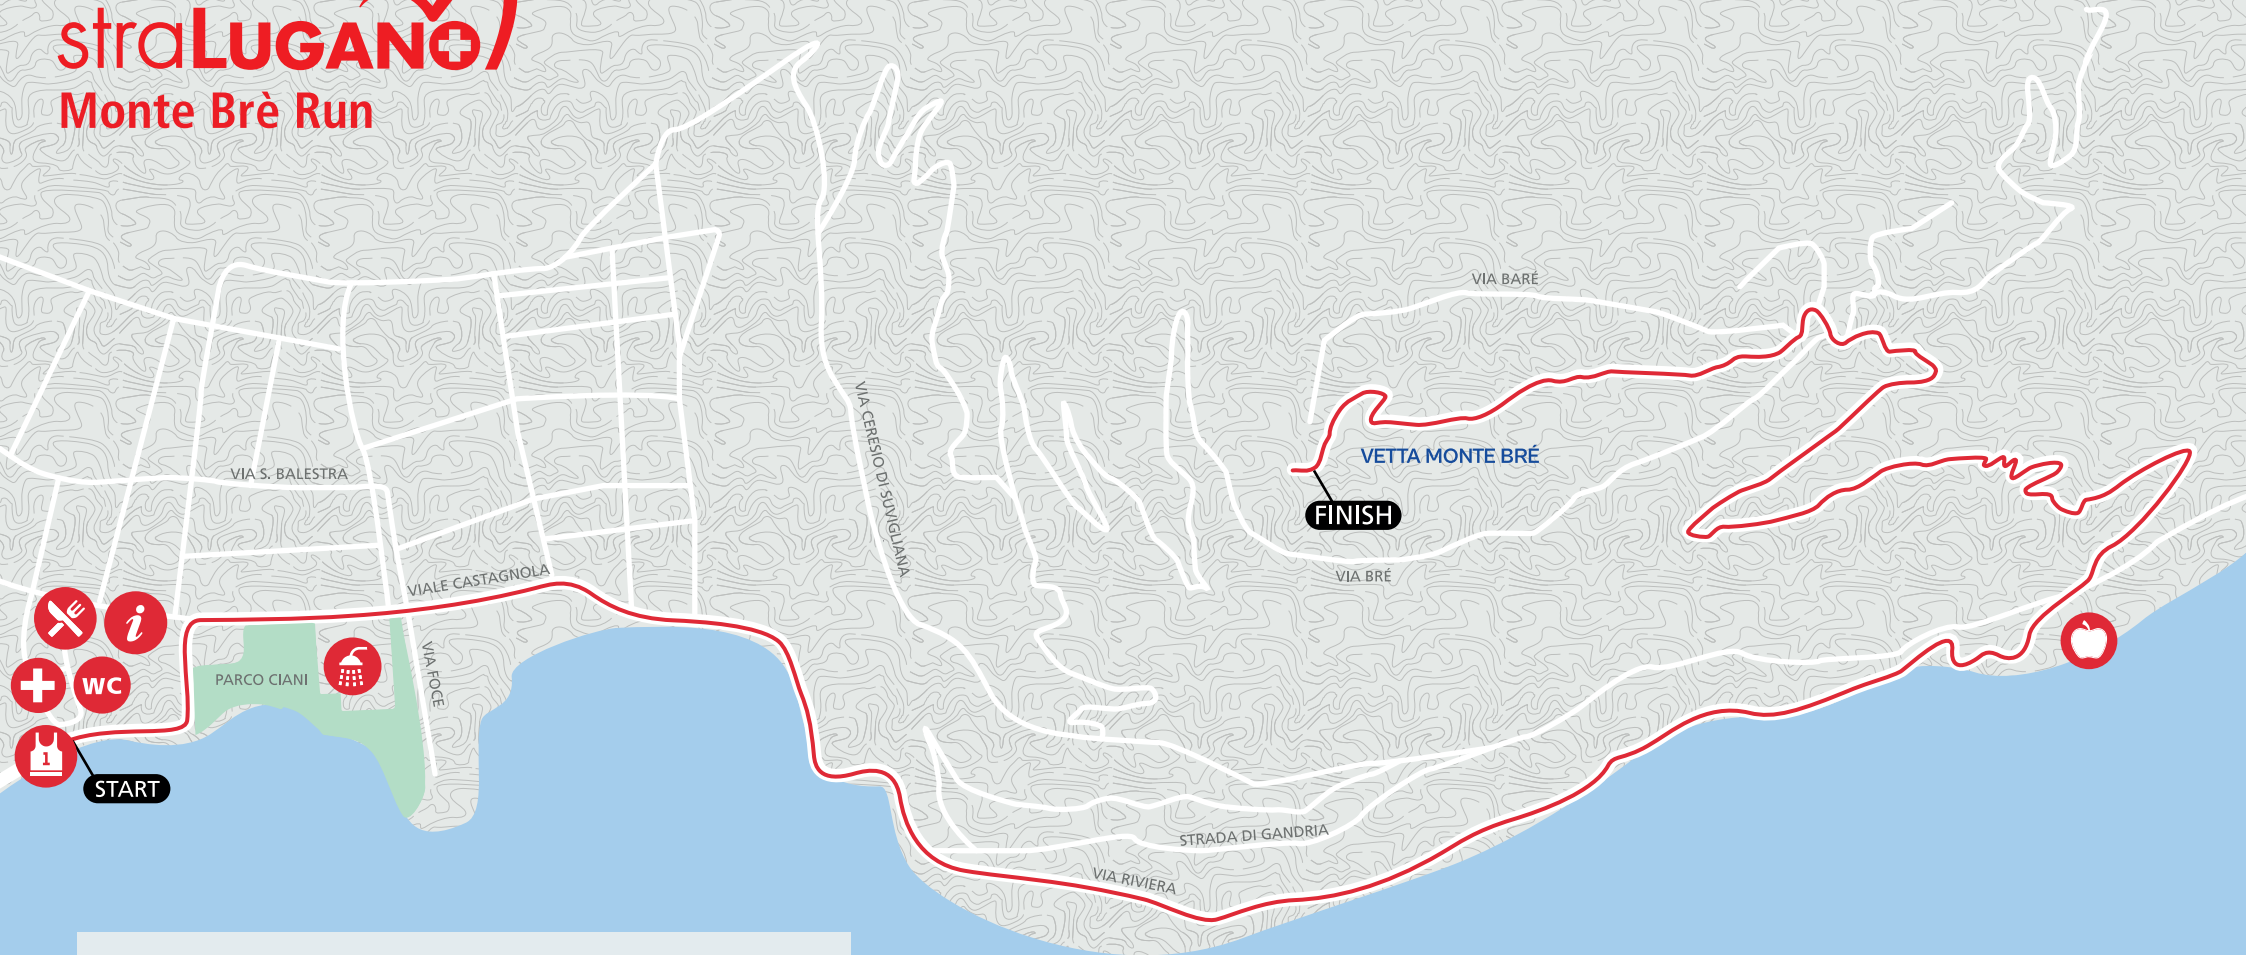 straLUGANO
Monte Brè Run
VIA BARÉ
VIA CERESIO DI SUVIGLIANA
VETTA MONTE BRÉ
VIA S. BALESTRA
FINISH
VIA BRÉ
VIALE CASTAGNOLA
i
PARCO CIANI
VIA FOCE
WC
1
START
STRADA DI GANDRIA
VIA RIVIERA